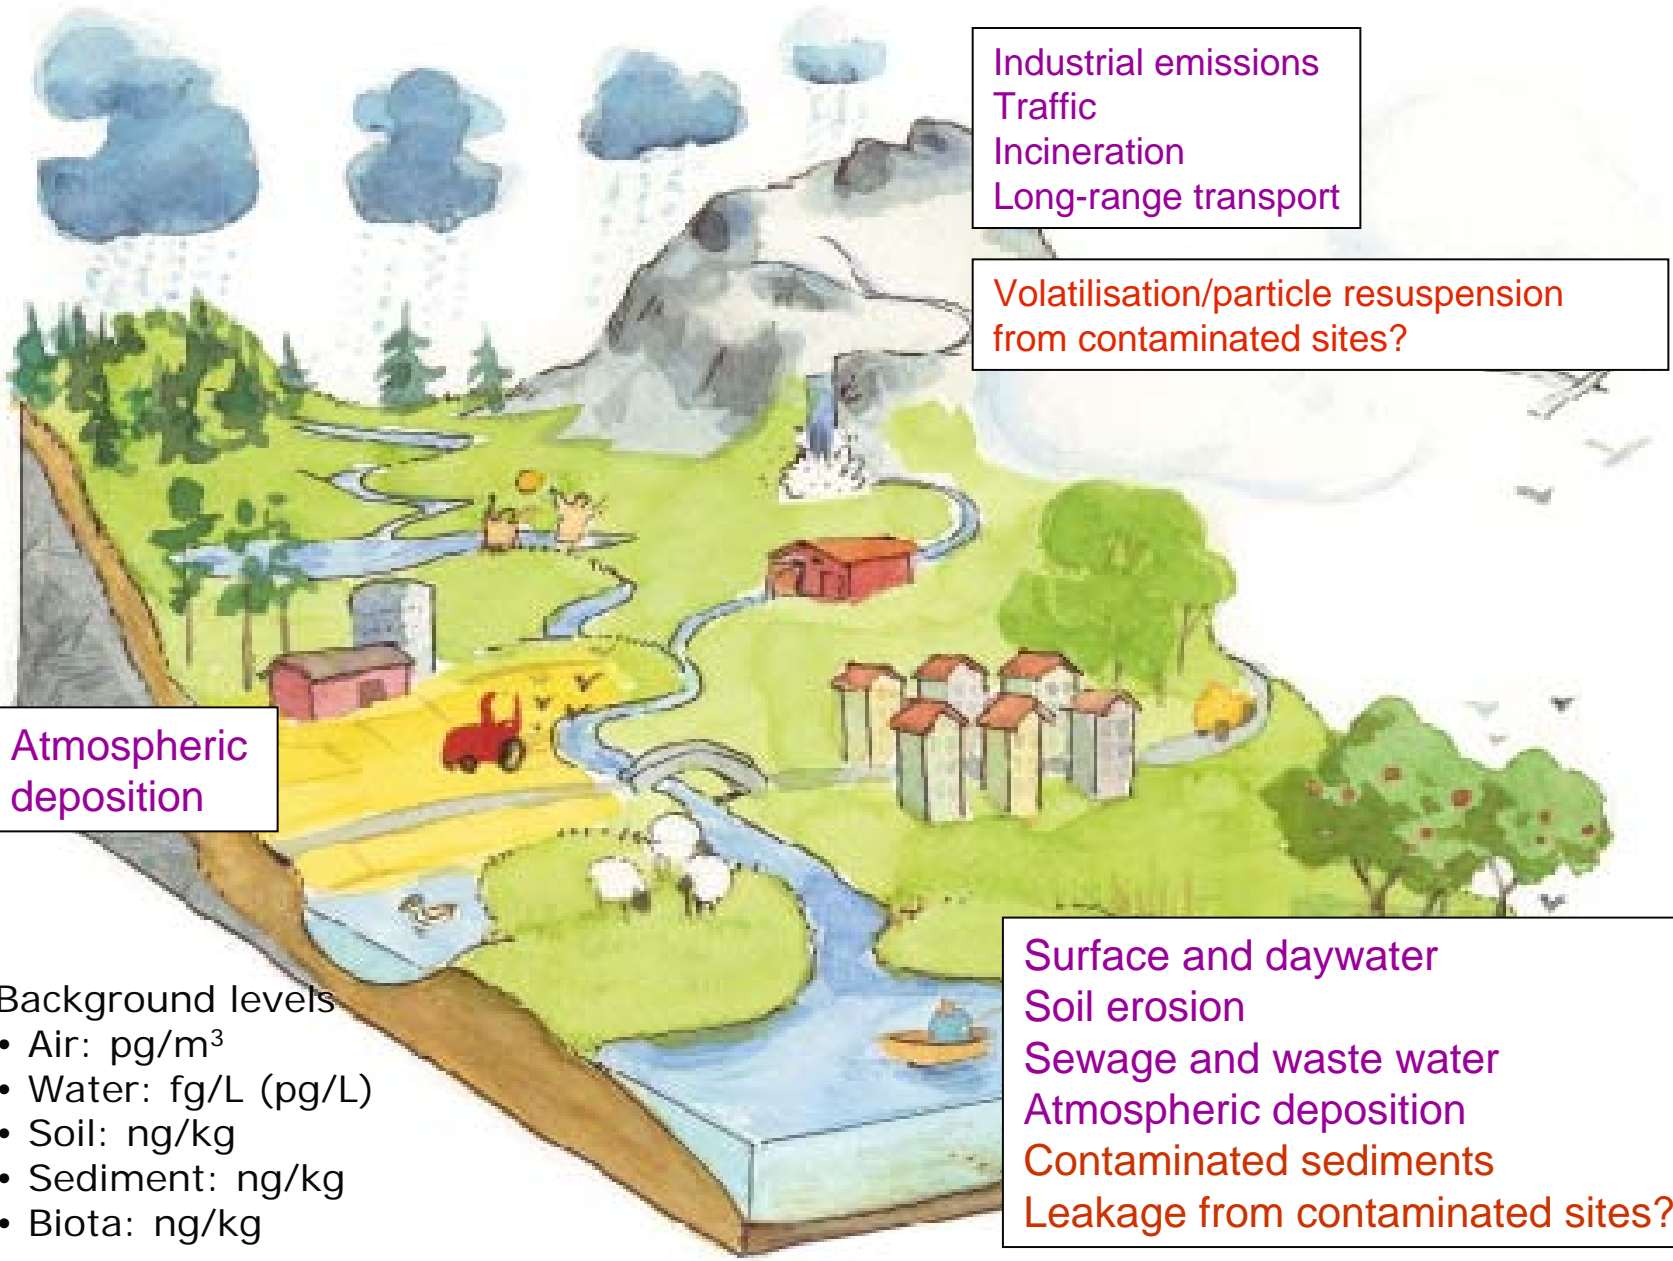 Industrial emissions
Traffic
Incineration
Long-range transport
Volatilisation/particle resuspension
from contaminated sites?
Atmospheric
deposition
Background levels
• Air: pg/m³
• Water: fg/L (pg/L)
• Soil: ng/kg
• Sediment: ng/kg
• Biota: ng/kg
Surface and daywater
Soil erosion
Sewage and waste water
Atmospheric deposition
Contaminated sediments
Leakage from contaminated sites?